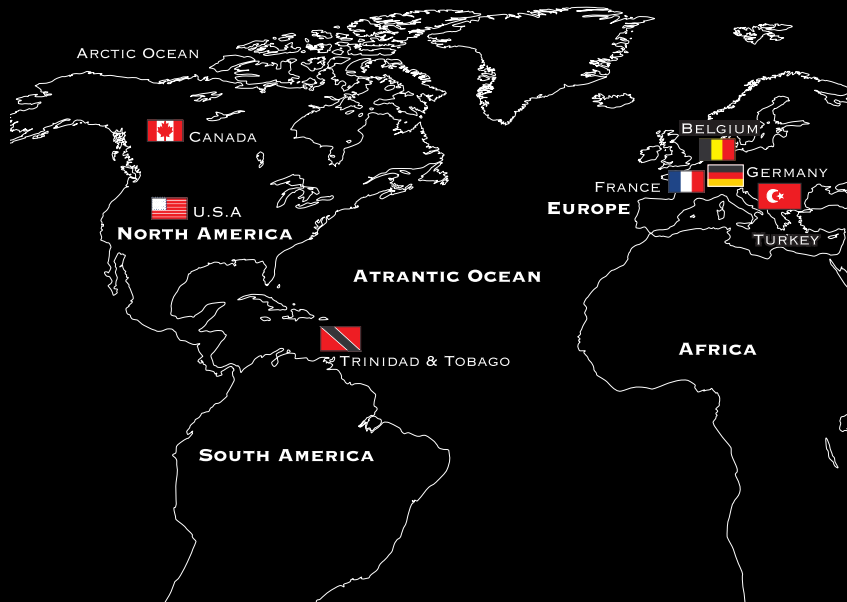 Arctic Ocean
Belgium
Canada
Germany
France
U.S.A
Europe
North America
Turkey
Atrantic Ocean
Africa
Trinidad & Tobago
South America